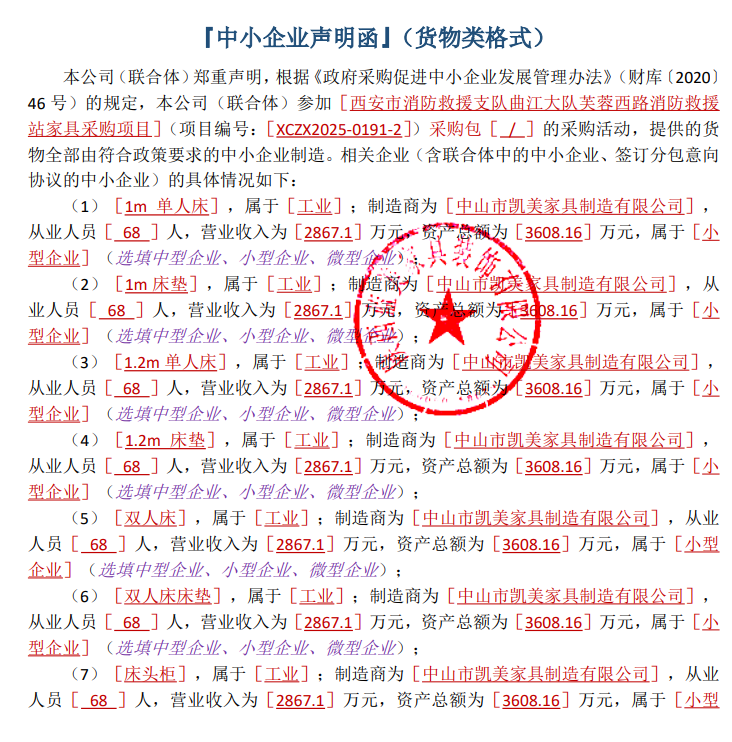 『中小企业声明函』（货物类格式）
本公司（联合体）郑重声明，根据《政府采购促进中小企业发展管理办法》（财库〔2020〕
46 号）的规定，本公司（联合体）参加［西安市消防救援支队曲江大队芙蓉西路消防救援
站家具采购项目］（项目编号：［XCZX2025-0191-2］）采购包［ / ］的采购活动，提供的货
物全部由符合政策要求的中小企业制造。相关企业（含联合体中的中小企业、签订分包意向
协议的中小企业）的具体情况如下：
（1）［1m 单人床］，属于［工业］；制造商为［中山市凯美家具制造有限公司］，
从业人员［ 68 ］人，营业收入为［2867.1］万元，资产总额为［3608.16］万元，属于［小
型企业］（选填中型企业、小型企业、微型企业）；
（2）［1m 床垫］，属于［工业］；制造商为［中山市凯美家具制造有限公司］，从
业人员［ 68 ］人，营业收入为［2867.1］万元，资产总额为［3608.16］万元，属于［小
型企业］（选填中型企业、小型企业、微型企业）；
（3）［1.2m 单人床］，属于［工业］；制造商为［中山市凯美家具制造有限公司］，
从业人员［ 68 ］人，营业收入为［2867.1］万元，资产总额为［3608.16］万元，属于［小
型企业］（选填中型企业、小型企业、微型企业）；
（4）［1.2m 床垫］，属于［工业］；制造商为［中山市凯美家具制造有限公司］，
从业人员［ 68 ］人，营业收入为［2867.1］万元，资产总额为［3608.16］万元，属于［小
型企业］（选填中型企业、小型企业、微型企业）；
（5）［双人床］，属于［工业］；制造商为［中山市凯美家具制造有限公司］，从业
人员［ 68 ］人，营业收入为［2867.1］万元，资产总额为［3608.16］万元，属于［小型
企业］（选填中型企业、小型企业、微型企业）；
（6）［双人床床垫］，属于［工业］；制造商为［中山市凯美家具制造有限公司］，
从业人员［ 68 ］人，营业收入为［2867.1］万元，资产总额为［3608.16］万元，属于［小
型企业］（选填中型企业、小型企业、微型企业）；
（7）［床头柜］，属于［工业］；制造商为［中山市凯美家具制造有限公司］，从业
人员［ 68 ］人，营业收入为［2867.1］万元，资产总额为［3608.16］万元，属于［小型
家具装饰有限公司